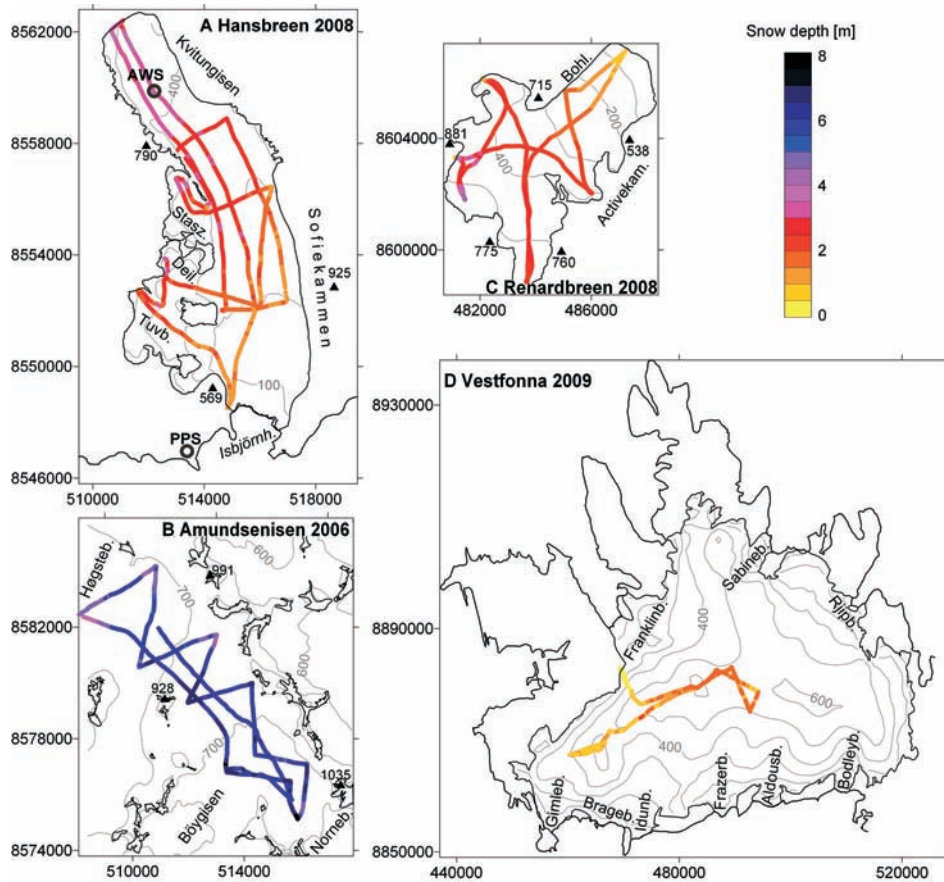 A Hansbreen 2008
8562000
8558000
8554000
8550000
8546000
510000
514000
518000
Kvitungisen
AWS
400
790
Stasz.
Deil.
Tuvb.
Sofiekammen
925
100
569
PPS
Isbjörnh.
C Renardbreen 2008
8604000
8600000
482000
486000
715
Bohl.
200
881
400
538
Activekam.
775
760
Snow depth [m]
8
6
4
2
0
B Amundsenisen 2006
8582000
8578000
8574000
510000
514000
Høgsteb.
600
991
700
600
928
700
1035
Böygisen
Norneb.
D Vestfonna 2009
8930000
8890000
8850000
440000
480000
520000
Sabineb.
Rijpb.
Franklinb.
400
600
400
Gimleb.
Brageb.
Idunb.
Frazerb.
Aldousb.
Bodleyb.